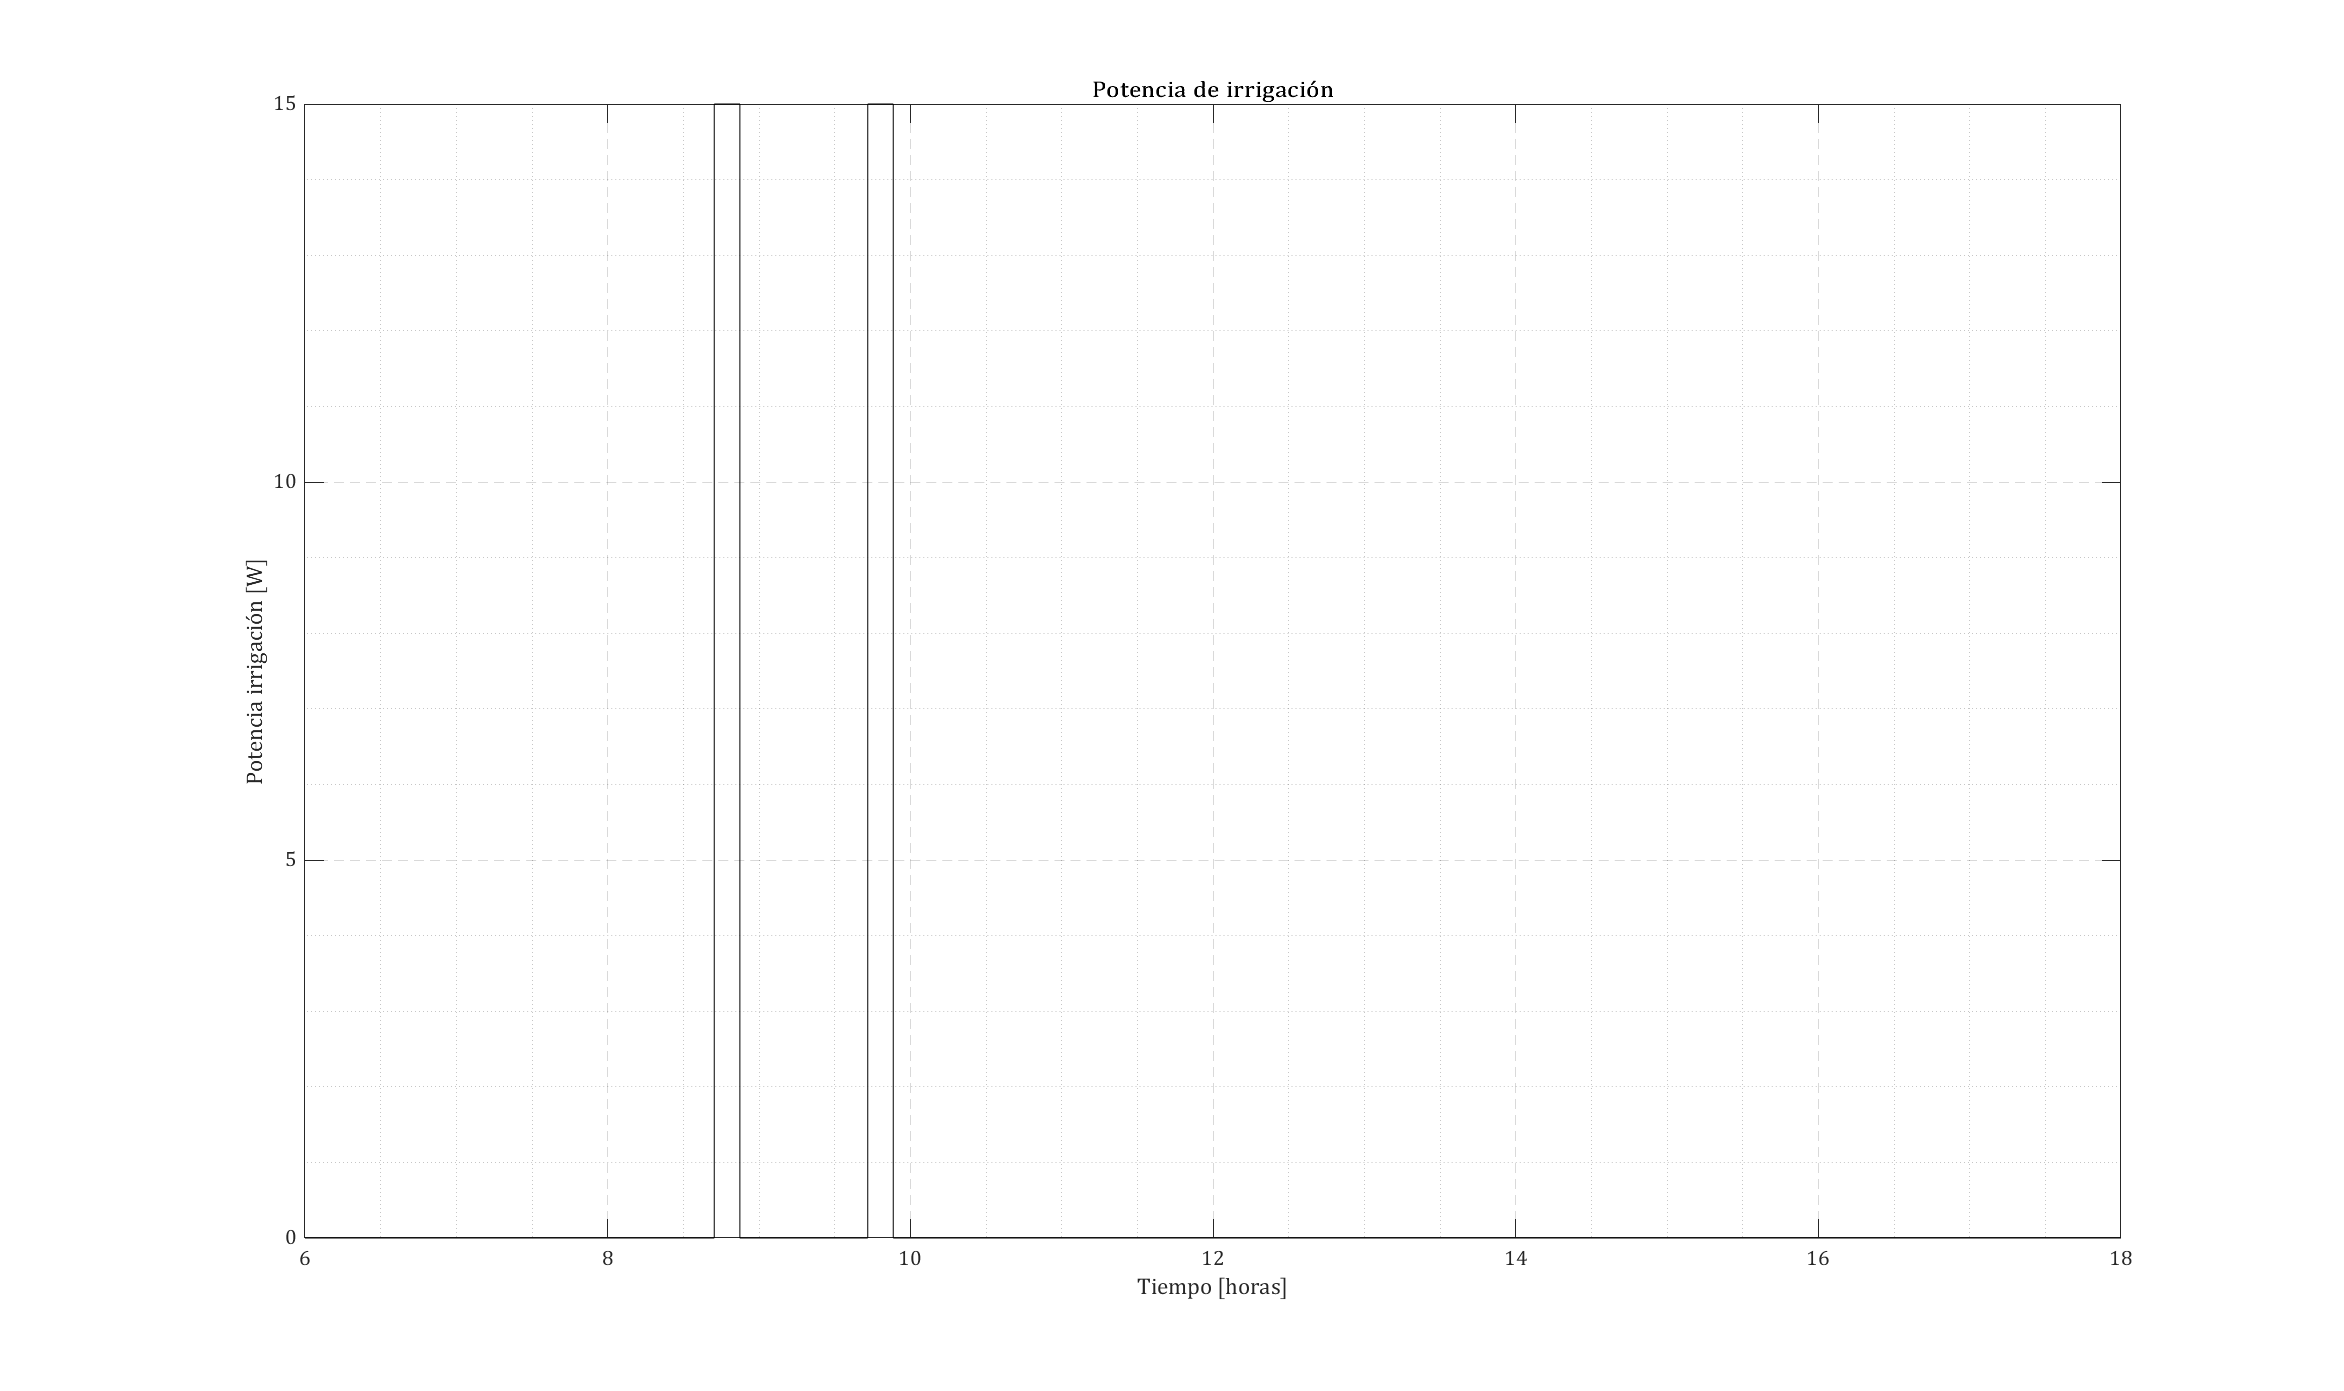 Potencia de irrigación
15
10
5
0
Potencia irrigación [W]
6 8 10 12 14 16 18
Tiempo [horas]